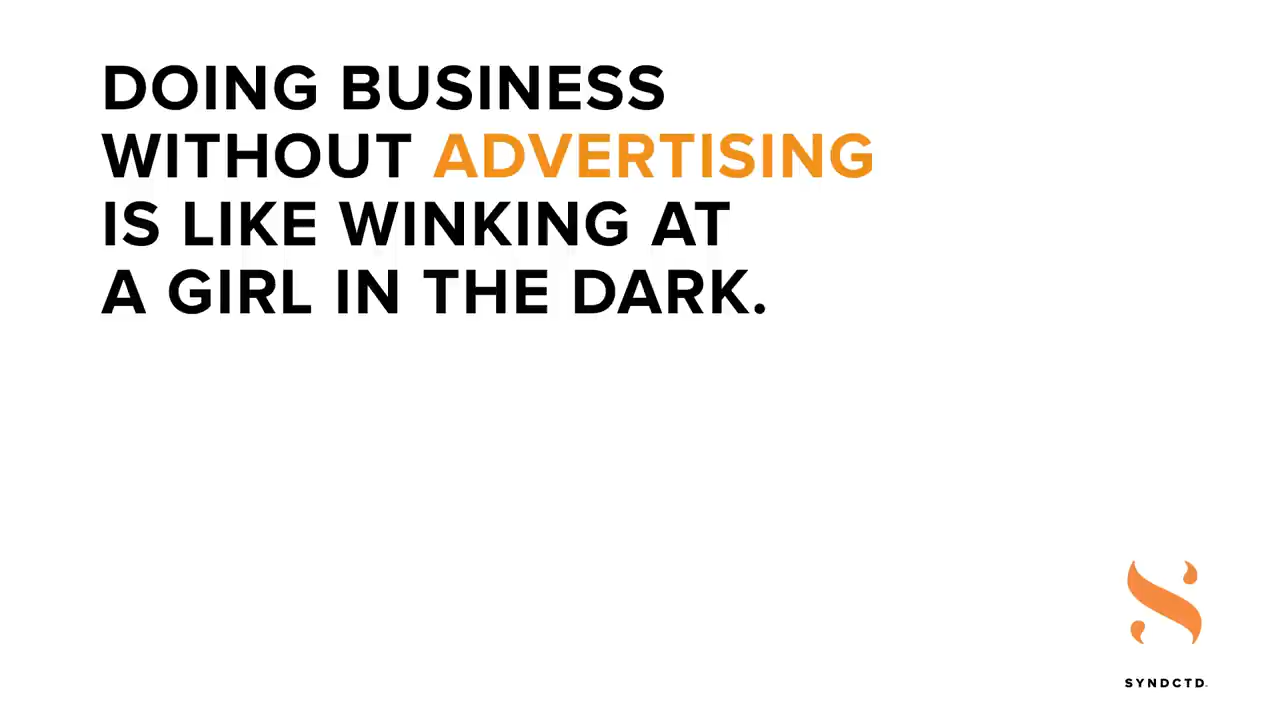 DOING BUSINESS
WITHOUT ADVERTISING
IS LIKE WINKING AT
A GIRL IN THE DARK.
SYNDCTD.